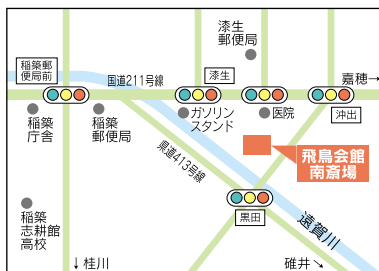 漆生
郵便局
稲築郵
便局前
国道211号線
漆生
嘉穂→
稲築
庁舎
稲築
郵便局
ガソリン
スタンド
医院
沖出
県道413号線
飛鳥会館
南斎場
黒田
遠賀川
稲築
志耕館
高校
↓桂川
碓井→